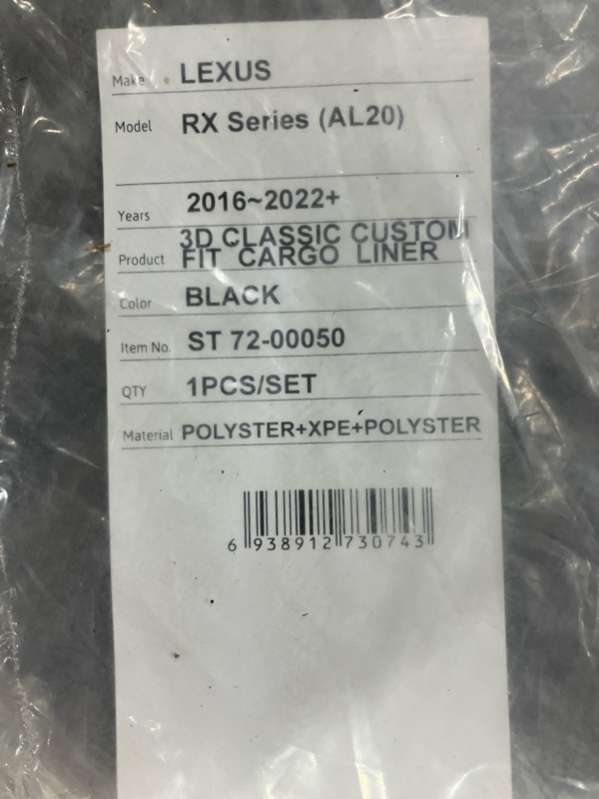 Make LEXUS
Model RX Series (AL20)
Years 2016~2022+
Product 3D CLASSIC CUSTOM
FIT CARGO LINER
Color BLACK
Item No. ST 72-00050
QTY 1PCS/SET
Material POLYSTER+XPE+POLYSTER
6 938912 730743